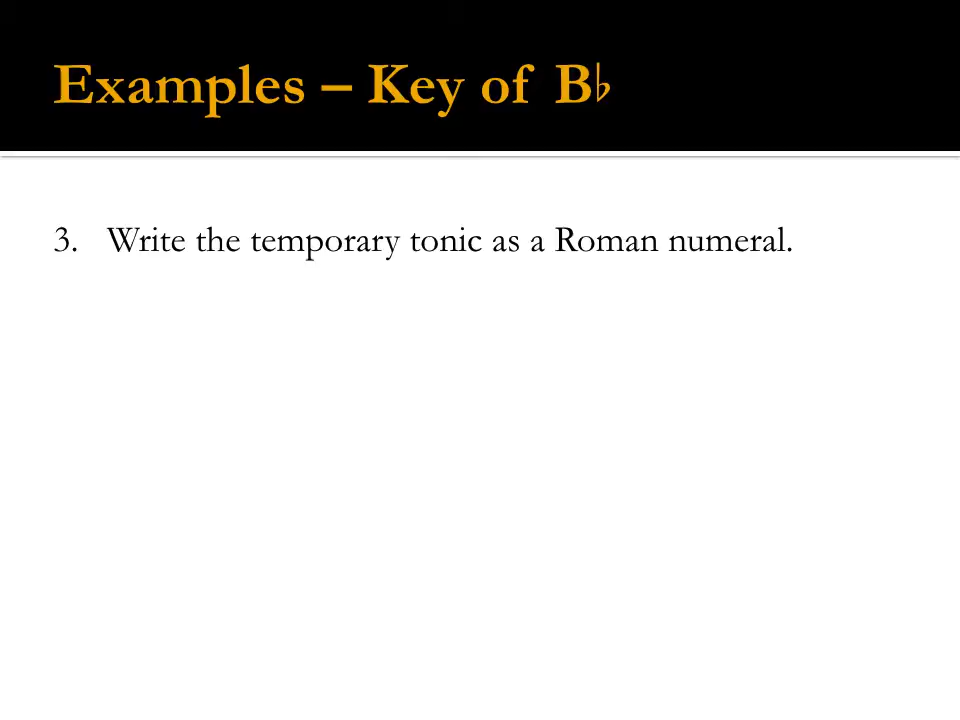 Examples – Key of B♭
3. Write the temporary tonic as a Roman numeral.